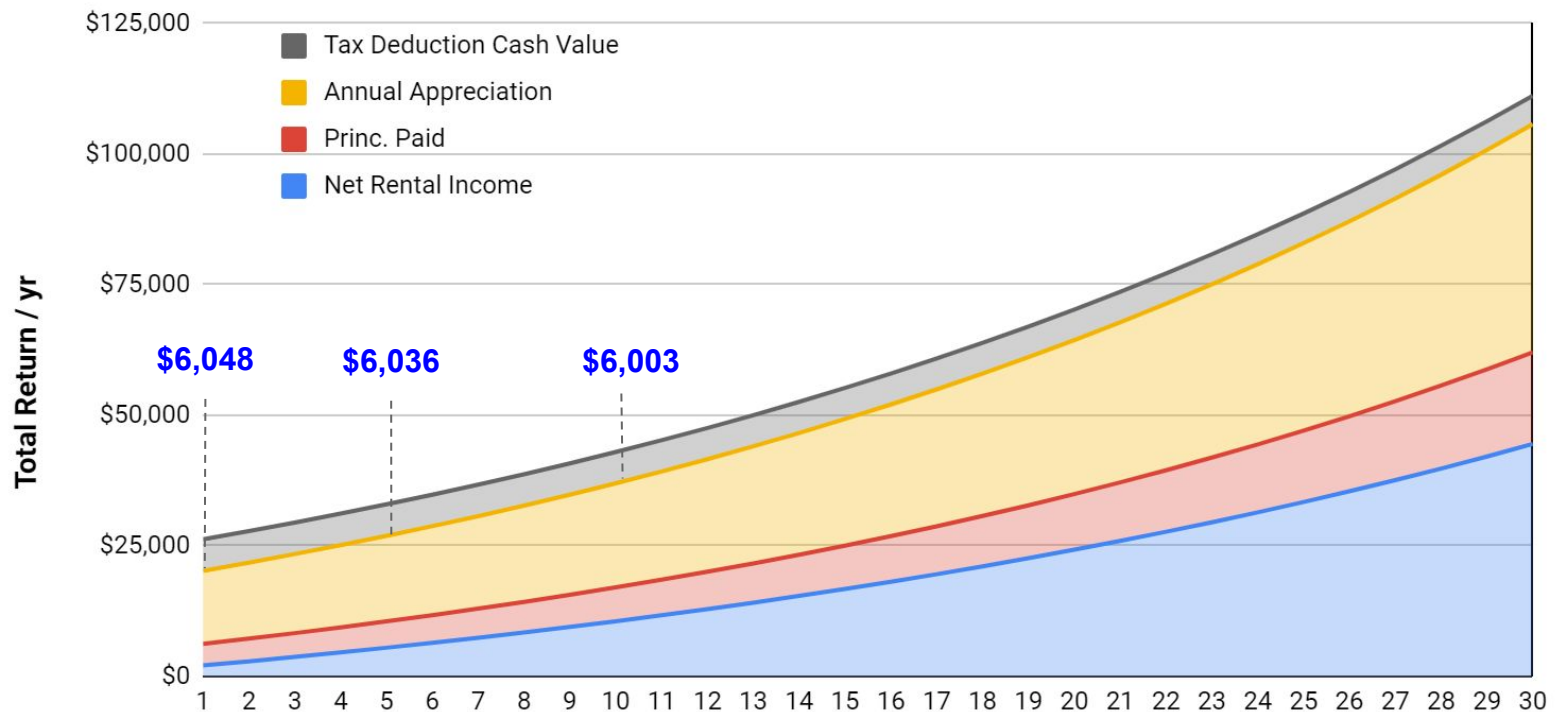 $125,000
Tax Deduction Cash Value
Annual Appreciation
Princ. Paid
$100,000
Net Rental Income
$75,000
Total Return / yr
$6,048 $6,036 $6,003
$50,000
$25,000
$0
1 2 3 4 5 6 7 8 9 10 11 12 13 14 15 16 17 18 19 20 21 22 23 24 25 26 27 28 29 30